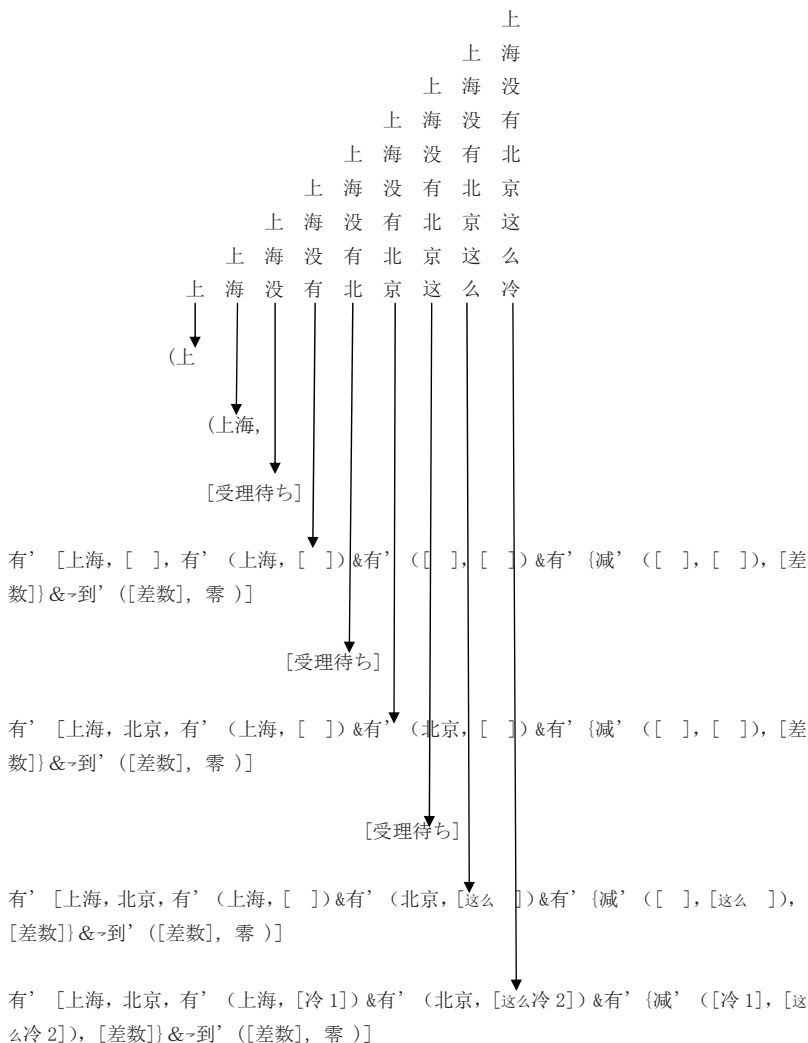 上
上 海
上 海 没
上 海 没 有
上 海 没 有 北
上 海 没 有 北 京
上 海 没 有 北 京 这
上 海 没 有 北 京 这 么
上 海 没 有 北 京 这 么 冷
(上
(上海,
[受理待ち]
有’ [上海, [ ], 有’ (上海, [ ])&有’ ([ ], [ ])&有’ {减’ ([ ], [ ]), [差
数]}&¬到’ ([差数], 零 )]
[受理待ち]
有’ [上海, 北京, 有’ (上海, [ ])&有’ (北京, [ ])&有’ {减’ ([ ], [ ]), [差
数]}&¬到’ ([差数], 零 )]
[受理待ち]
有’ [上海, 北京, 有’ (上海, [ ])&有’ (北京, [这么 ])&有’ {减’ ([ ], [这么 ]),
[差数]}&¬到’ ([差数], 零 )]
有’ [上海, 北京, 有’ (上海, [冷 1])&有’ (北京, [这么冷 2])&有’ {减’ ([冷 1], [这
么冷 2]), [差数]}&¬到’ ([差数], 零 )]